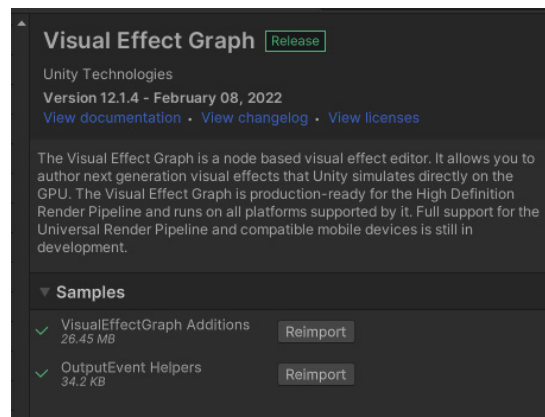 Visual Effect Graph Release
Unity Technologies
Version 12.1.4 - February 08, 2022
View documentation • View changelog • View licenses
The Visual Effect Graph is a node based visual effect editor. It allows you to
author next generation visual effects that Unity simulates directly on the
GPU. The Visual Effect Graph is production-ready for the High Definition
Render Pipeline and runs on all platforms supported by it. Full support for the
Universal Render Pipeline and compatible mobile devices is still in
development.
Samples
VisualEffectGraph Additions
26.45 MB
Reimport
OutputEvent Helpers
34.2 KB
Reimport